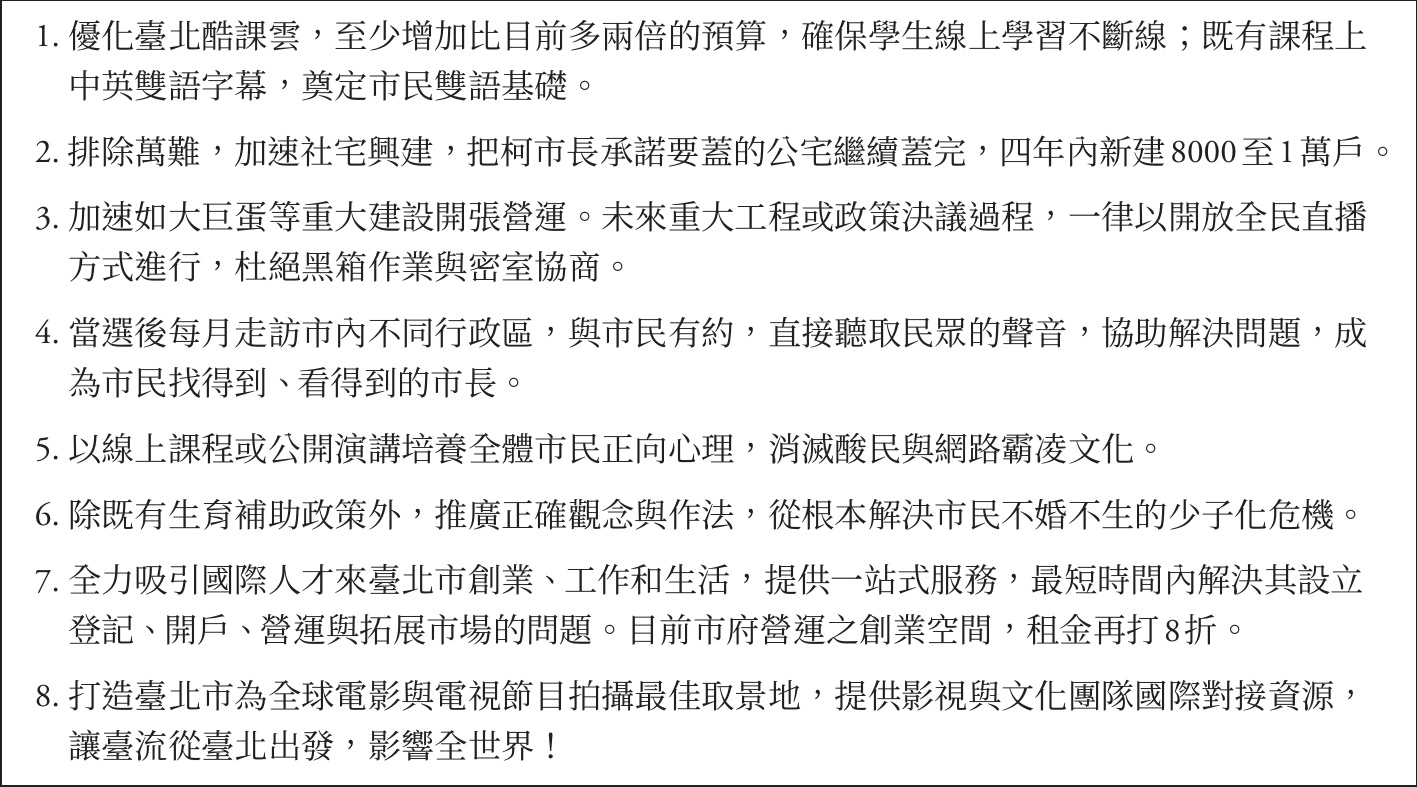 1. 優化臺北酷課雲，至少增加比目前多兩倍的預算，確保學生線上學習不斷線；既有課程上
中英雙語字幕，奠定市民雙語基礎。
2. 排除萬難，加速社宅興建，把柯市長承諾要蓋的公宅繼續蓋完，四年內新建8000至1萬戶。
3. 加速如大巨蛋等重大建設開張營運。未來重大工程或政策決議過程，一律以開放全民直播
方式進行，杜絕黑箱作業與密室協商。
4. 當選後每月走訪市內不同行政區，與市民有約，直接聽取民眾的聲音，協助解決問題，成
為市民找得到、看得到的市長。
5. 以線上課程或公開演講培養全體市民正向心理，消滅酸民與網路霸凌文化。
6. 除既有生育補助政策外，推廣正確觀念與作法，從根本解決市民不婚不生的少子化危機。
7. 全力吸引國際人才來臺北市創業、工作和生活，提供一站式服務，最短時間內解決其設立
登記、開戶、營運與拓展市場的問題。目前市府營運之創業空間，租金再打8折。
8. 打造臺北市為全球電影與電視節目拍攝最佳取景地，提供影視與文化團隊國際對接資源，
讓臺流從臺北出發，影響全世界！